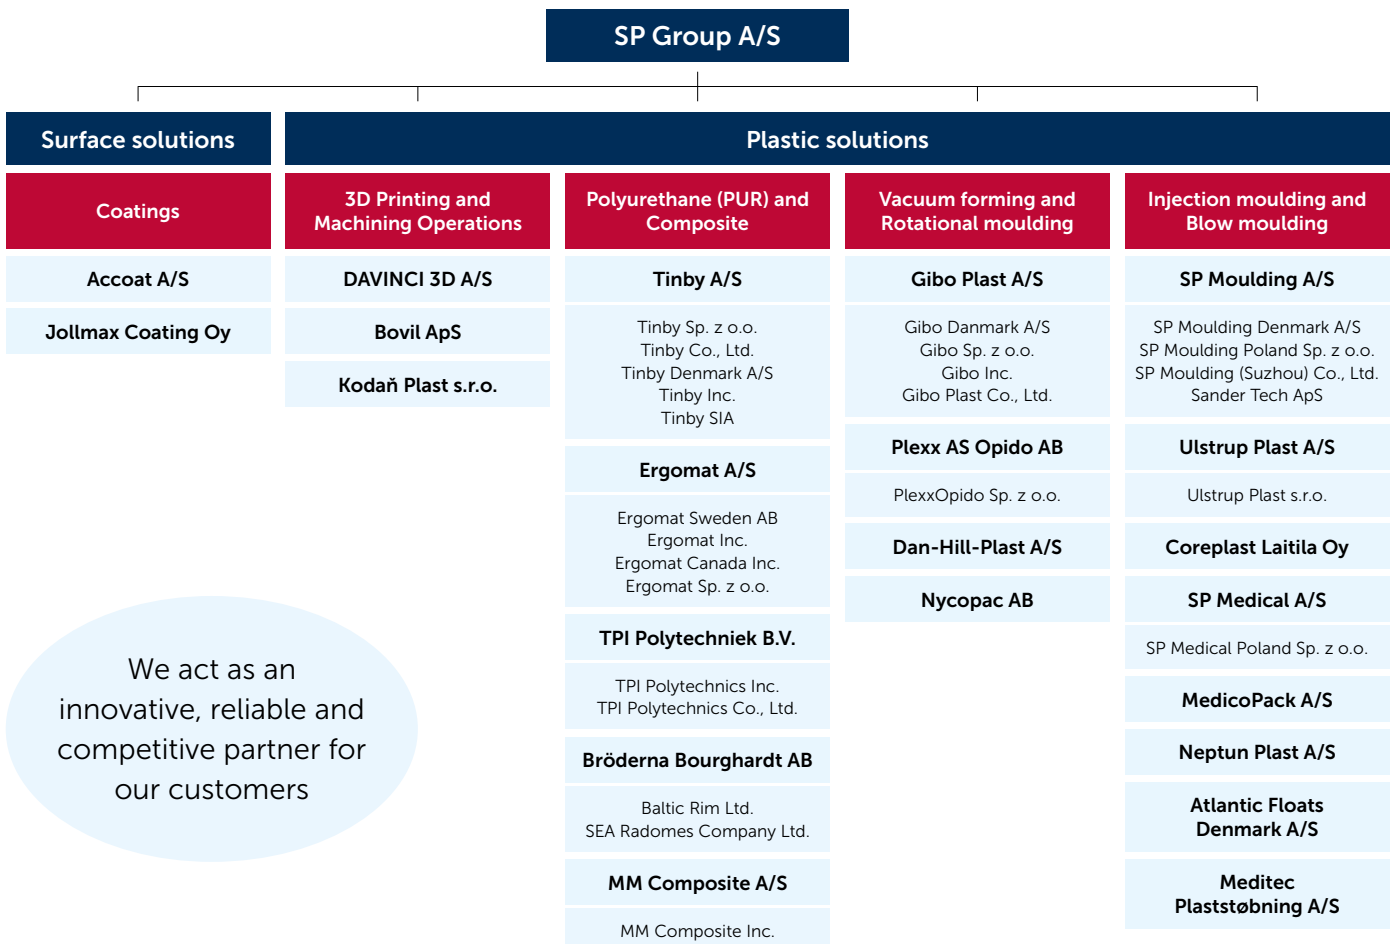 SP Group A/S
Surface solutions
Plastic solutions
Coatings
Accoat A/S
Jollmax Coating Oy
3D Printing and
Machining Operations
DAVINCI 3D A/S
Bovil ApS
Kodaň Plast s.r.o.
Polyurethane (PUR) and
Composite
Tinby A/S
Tinby Sp. z o.o.
Tinby Co., Ltd.
Tinby Denmark A/S
Tinby Inc.
Tinby SIA
Ergomat A/S
Ergomat Sweden AB
Ergomat Inc.
Ergomat Canada Inc.
Ergomat Sp. z o.o.
TPI Polytechniek B.V.
TPI Polytechnics Inc.
TPI Polytechnics Co., Ltd.
Bröderna Bourghardt AB
Baltic Rim Ltd.
SEA Radomes Company Ltd.
MM Composite A/S
MM Composite Inc.
Vacuum forming and
Rotational moulding
Gibo Plast A/S
Gibo Danmark A/S
Gibo Sp. z o.o.
Gibo Inc.
Gibo Plast Co., Ltd.
Plexx AS Opido AB
PlexxOpido Sp. z o.o.
Dan-Hill-Plast A/S
Nycopac AB
Injection moulding and
Blow moulding
SP Moulding A/S
SP Moulding Denmark A/S
SP Moulding Poland Sp. z o.o.
SP Moulding (Suzhou) Co., Ltd.
Sander Tech ApS
Ulstrup Plast A/S
Ulstrup Plast s.r.o.
Coreplast Laitila Oy
SP Medical A/S
SP Medical Poland Sp. z o.o.
MedicoPack A/S
Neptun Plast A/S
Atlantic Floats
Denmark A/S
Meditec
Plaststøbning A/S
We act as an
innovative, reliable and
competitive partner for
our customers